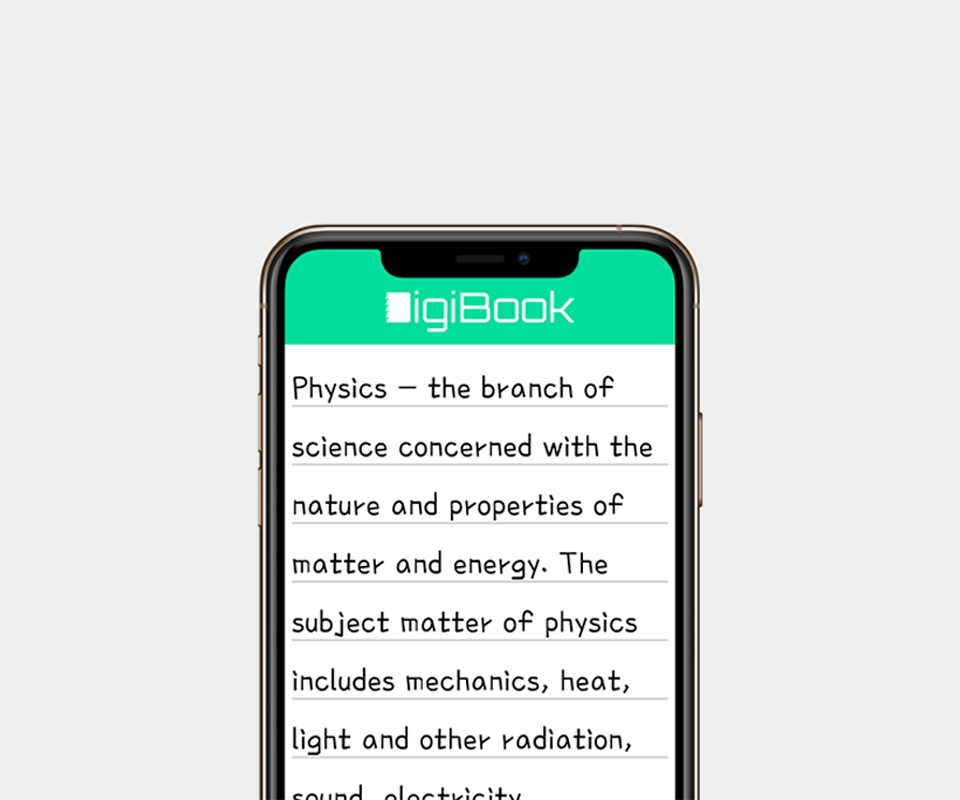 DigiBook
Physics – the branch of
science concerned with the
nature and properties of
matter and energy. The
subject matter of physics
includes mechanics, heat,
light and other radiation,
sound, electricity,